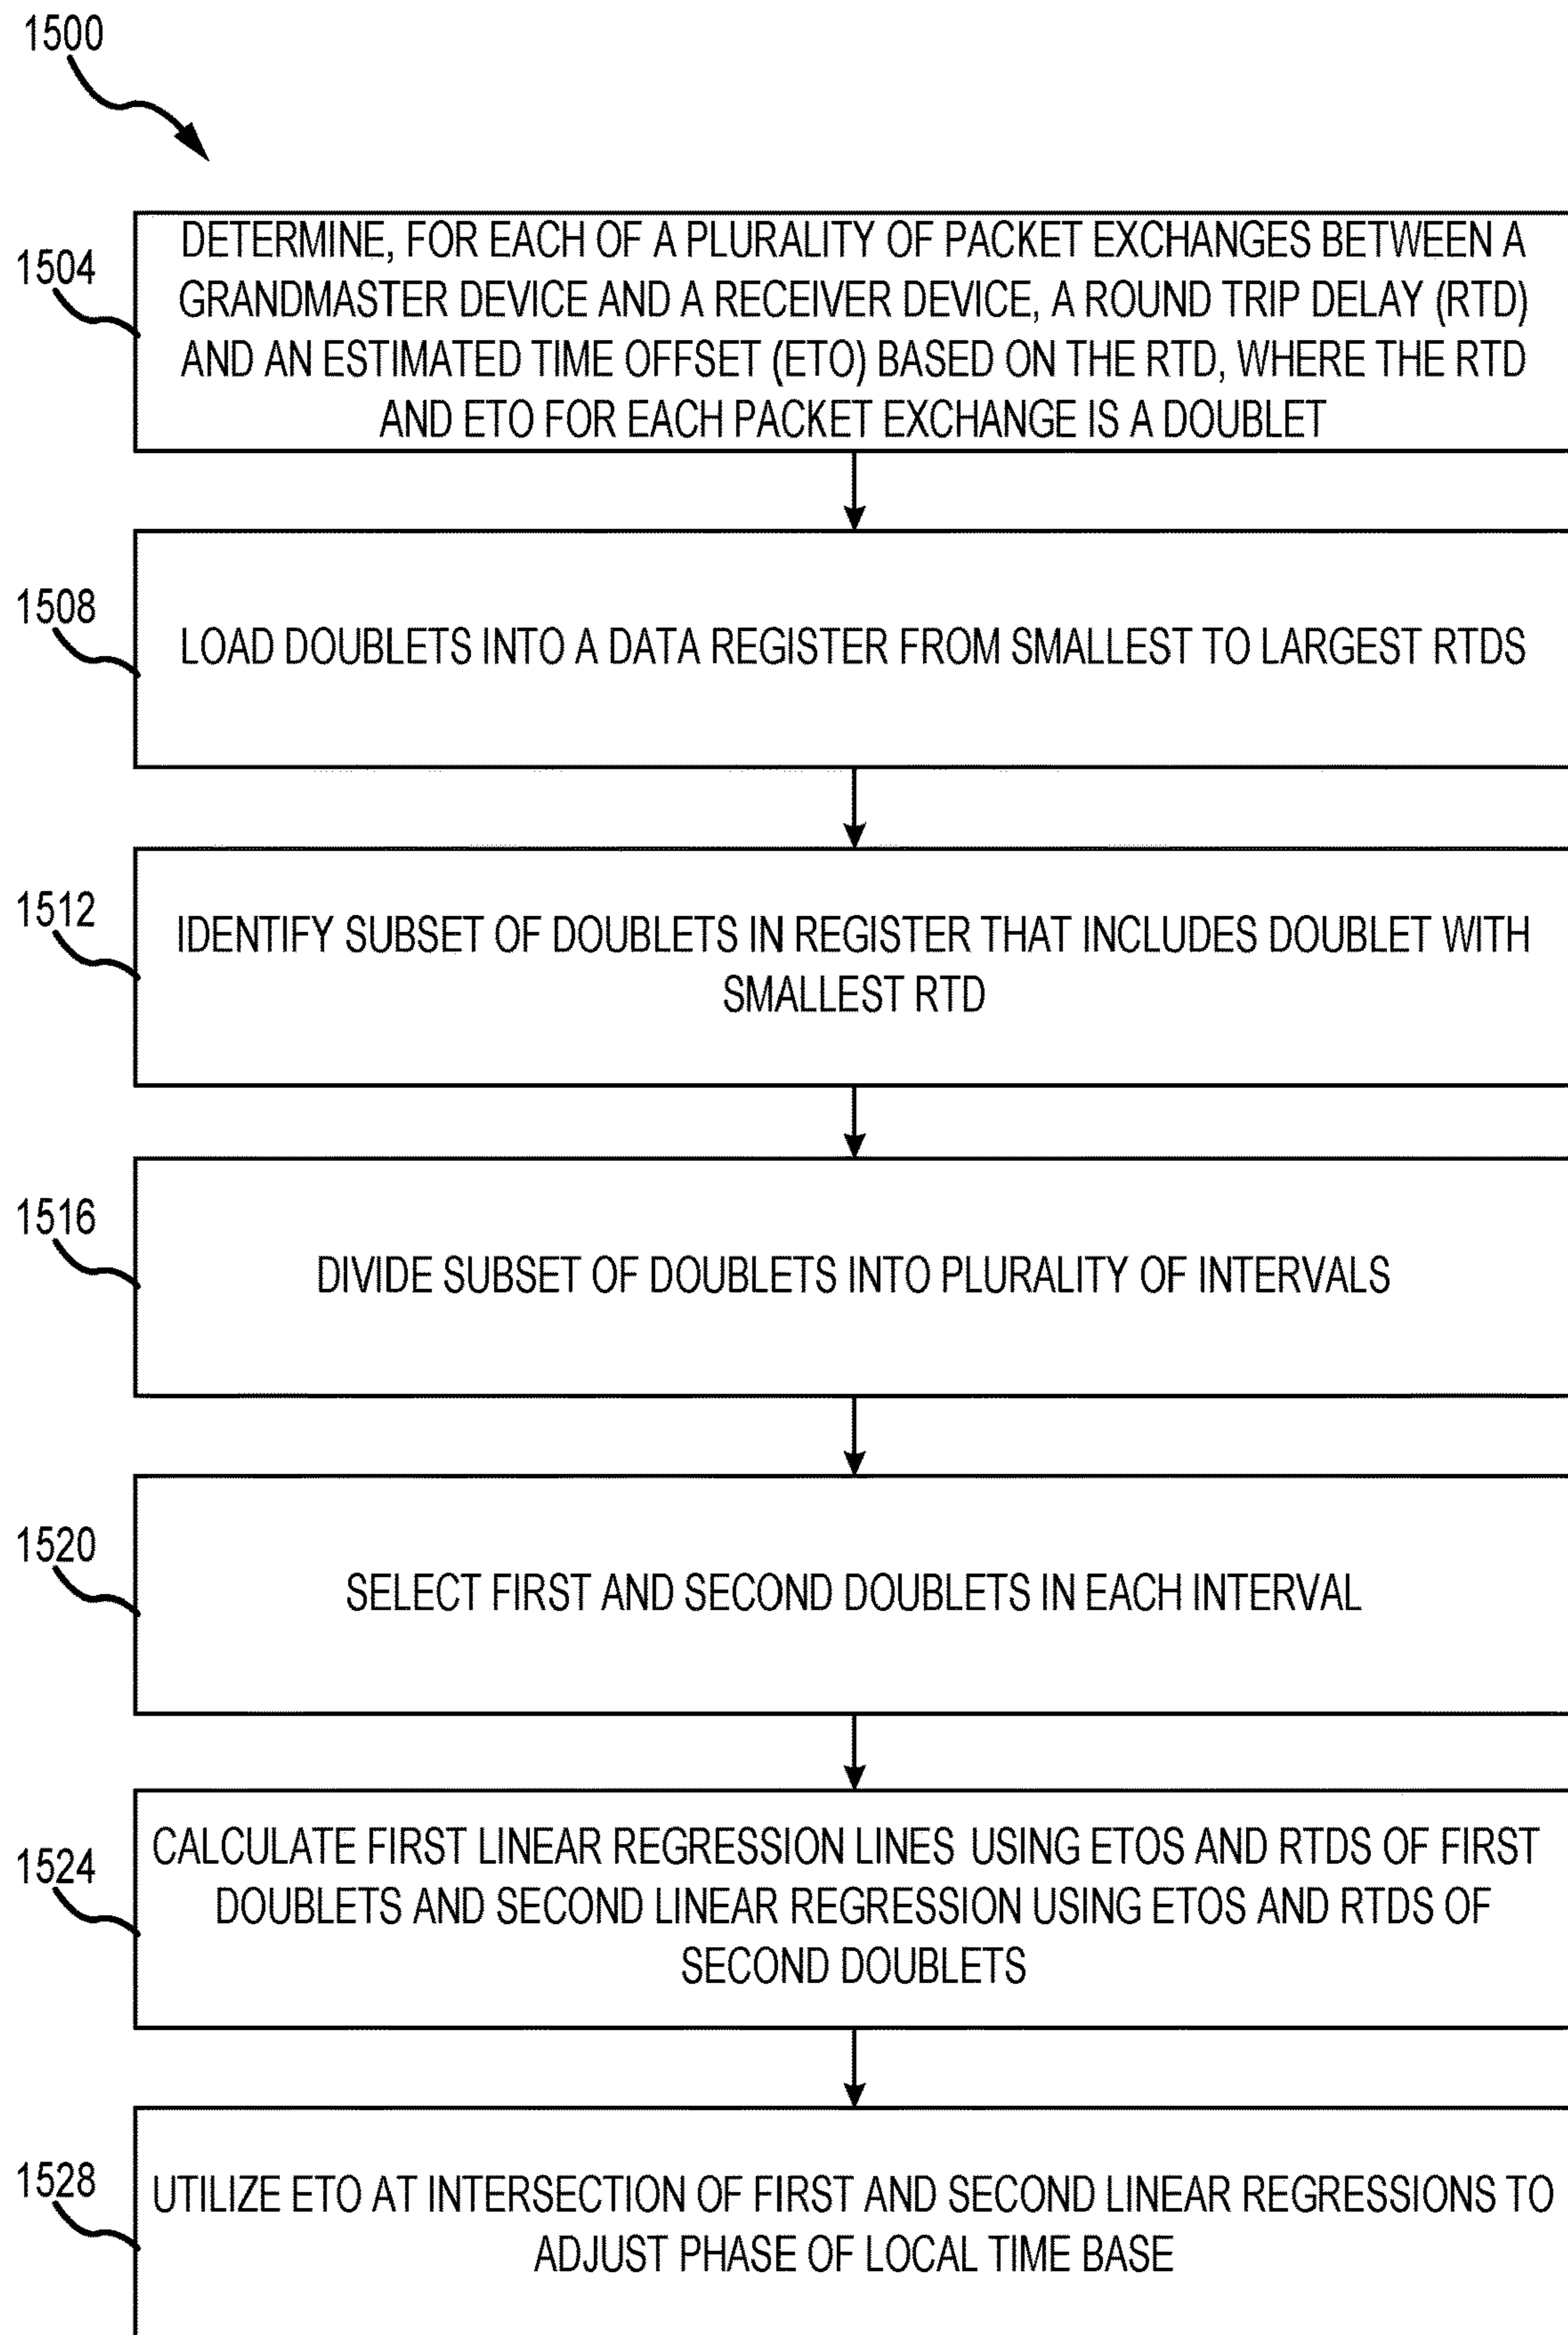 1500
1504
DETERMINE, FOR EACH OF A PLURALITY OF PACKET EXCHANGES BETWEEN A
GRANDMASTER DEVICE AND A RECEIVER DEVICE, A ROUND TRIP DELAY (RTD)
AND AN ESTIMATED TIME OFFSET (ETO) BASED ON THE RTD, WHERE THE RTD
AND ETO FOR EACH PACKET EXCHANGE IS A DOUBLET
1508
LOAD DOUBLETS INTO A DATA REGISTER FROM SMALLEST TO LARGEST RTDS
1512
IDENTIFY SUBSET OF DOUBLETS IN REGISTER THAT INCLUDES DOUBLET WITH
SMALLEST RTD
1516
DIVIDE SUBSET OF DOUBLETS INTO PLURALITY OF INTERVALS
1520
SELECT FIRST AND SECOND DOUBLETS IN EACH INTERVAL
1524
CALCULATE FIRST LINEAR REGRESSION LINES USING ETOS AND RTDS OF FIRST
DOUBLETS AND SECOND LINEAR REGRESSION USING ETOS AND RTDS OF
SECOND DOUBLETS
1528
UTILIZE ETO AT INTERSECTION OF FIRST AND SECOND LINEAR REGRESSIONS TO
ADJUST PHASE OF LOCAL TIME BASE